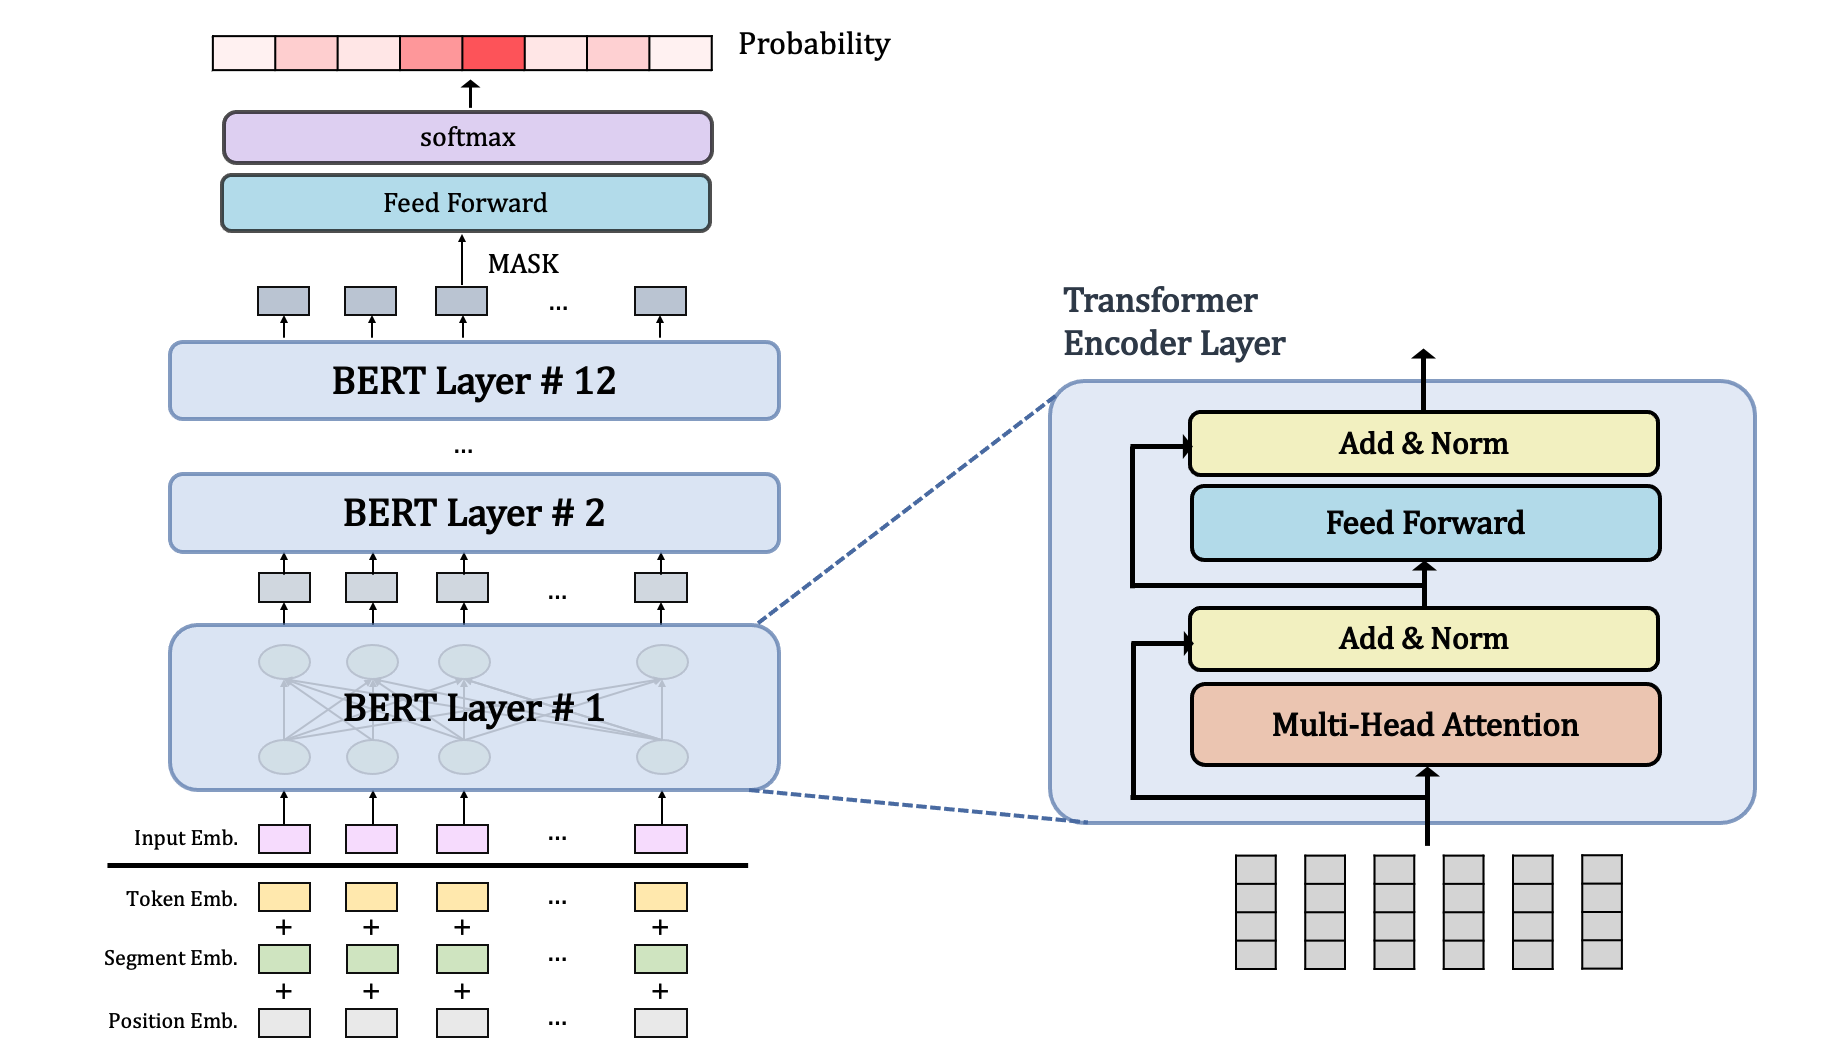 Probability
softmax
Feed Forward
MASK
...
BERT Layer # 12
...
BERT Layer # 2
...
BERT Layer # 1
Input Emb.
...
Token Emb.
...
+ + + +
Segment Emb.
...
+ + + +
Position Emb.
...
Transformer
Encoder Layer
Add & Norm
Feed Forward
Add & Norm
Multi-Head Attention